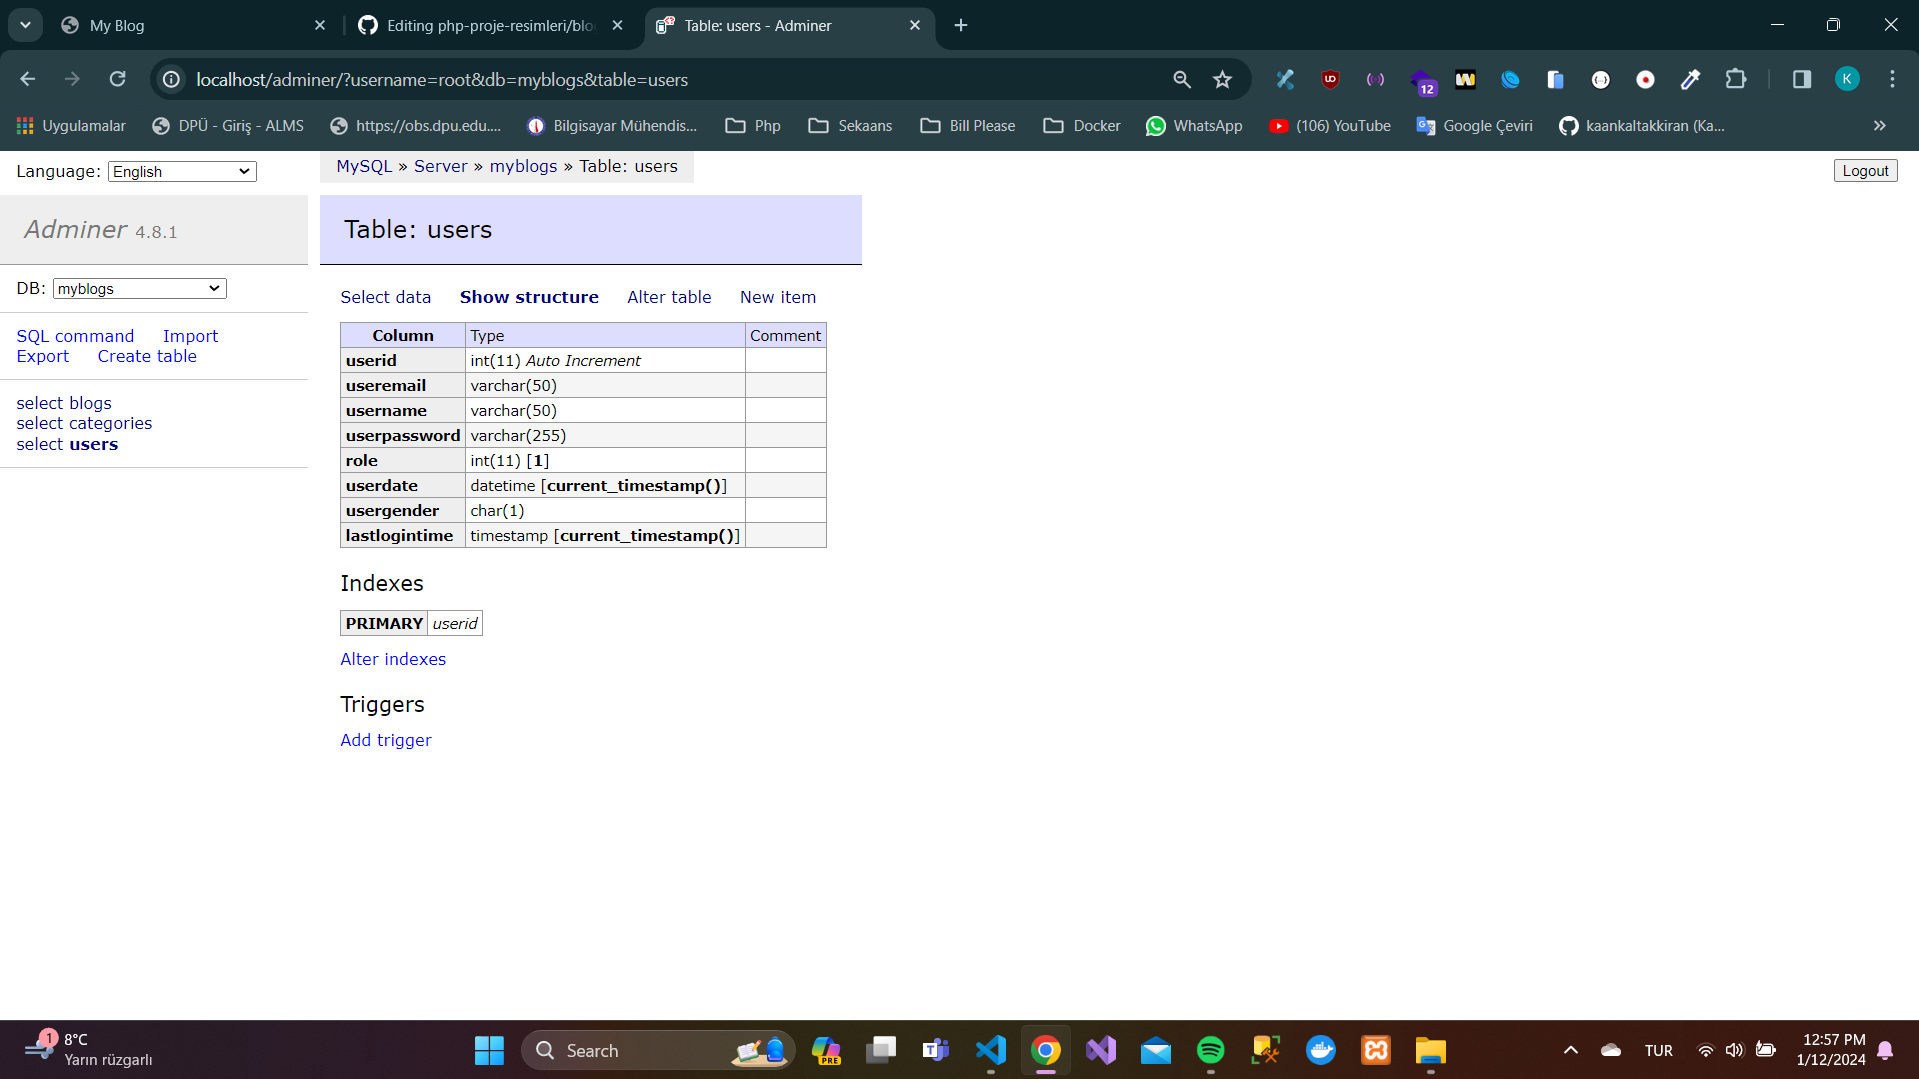 My Blog
Editing php-proje-resimleri/blo
Table: users - Adminer
localhost/adminer/?username=root&db=myblogs&table=users
12
K
Uygulamalar
DPÜ - Giriş - ALMS
https://obs.dpu.edu....
Bilgisayar Mühendis...
Php
Sekaans
Bill Please
Docker
WhatsApp
(106) YouTube
Google Çeviri
kaankaltakkiran (Ka...
»
Language: English
MySQL » Server » myblogs » Table: users
Logout
Adminer 4.8.1
Table: users
DB: myblogs
Select data Show structure Alter table New item
SQL command Import
Export Create table
select blogs
select categories
select users
Column Type Comment
userid int(11) Auto Increment
useremail varchar(50)
username varchar(50)
userpassword varchar(255)
role int(11) [1]
userdate datetime [current_timestamp()]
usergender char(1)
lastlogintime timestamp [current_timestamp()]
Indexes
PRIMARY userid
Alter indexes
Triggers
Add trigger
1
8°C
Yarın rüzgarlı
Search
PRE
TUR
12:57 PM
1/12/2024